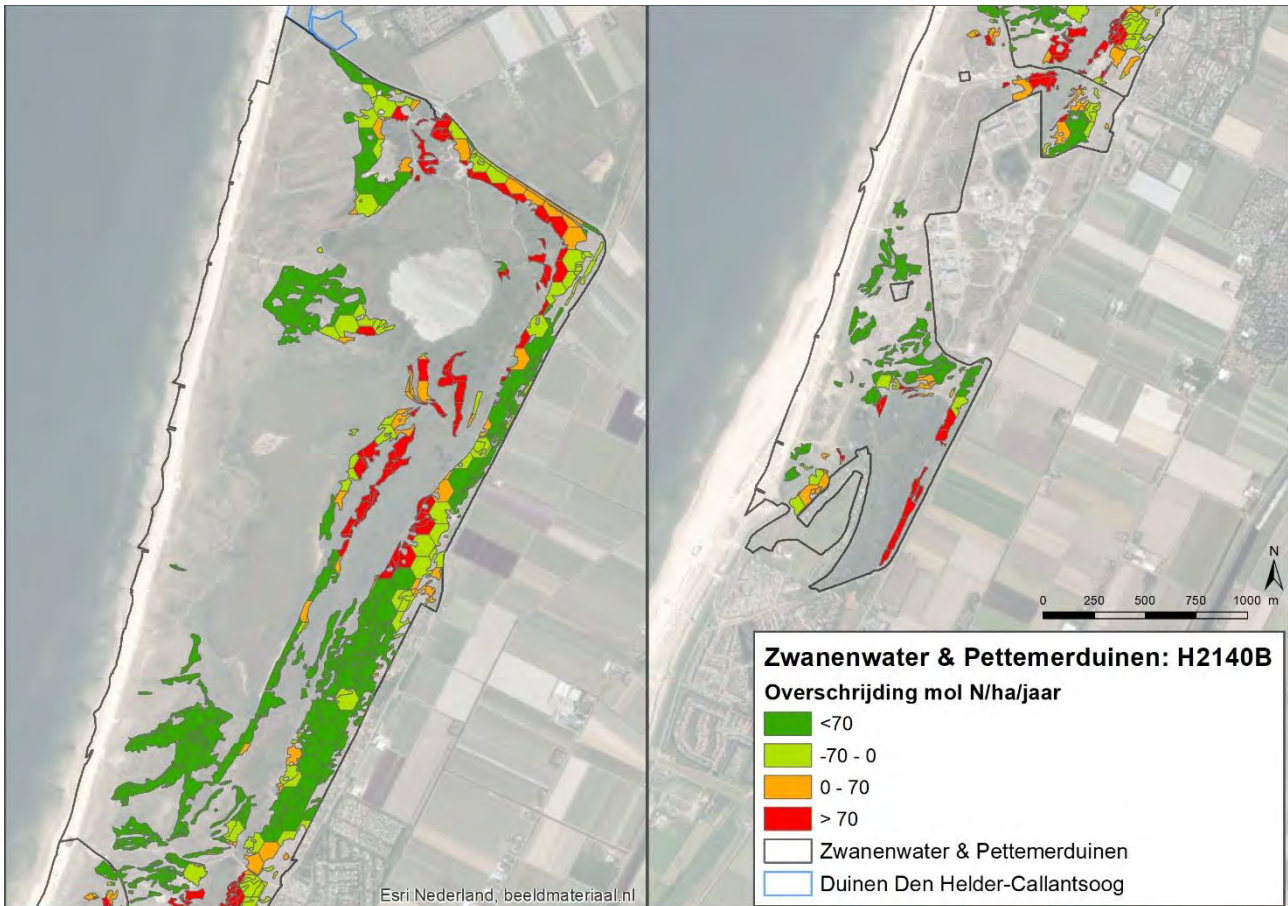 N
0 250 500 750 1000
m
Zwanenwater & Pettemerduinen: H2140B
Overschrijding mol N/ha/jaar
<70
-70 - 0
0 - 70
> 70
Zwanenwater & Pettemerduinen
Duinen Den Helder-Callantsoog
Esri Nederland, beeldmateriaal.nl